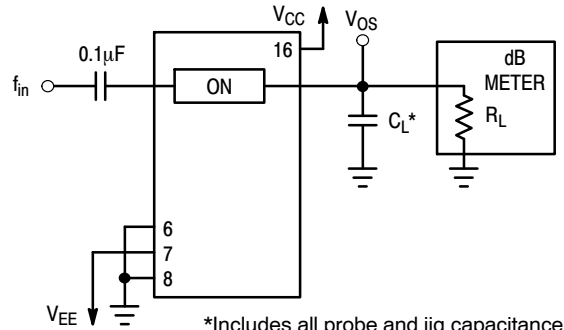 V_CC
V_OS
0.1µF
16
dB
METER
f_in
ON
C_L*
R_L
6
7
8
V_EE
*Includes all probe and jig capacitance